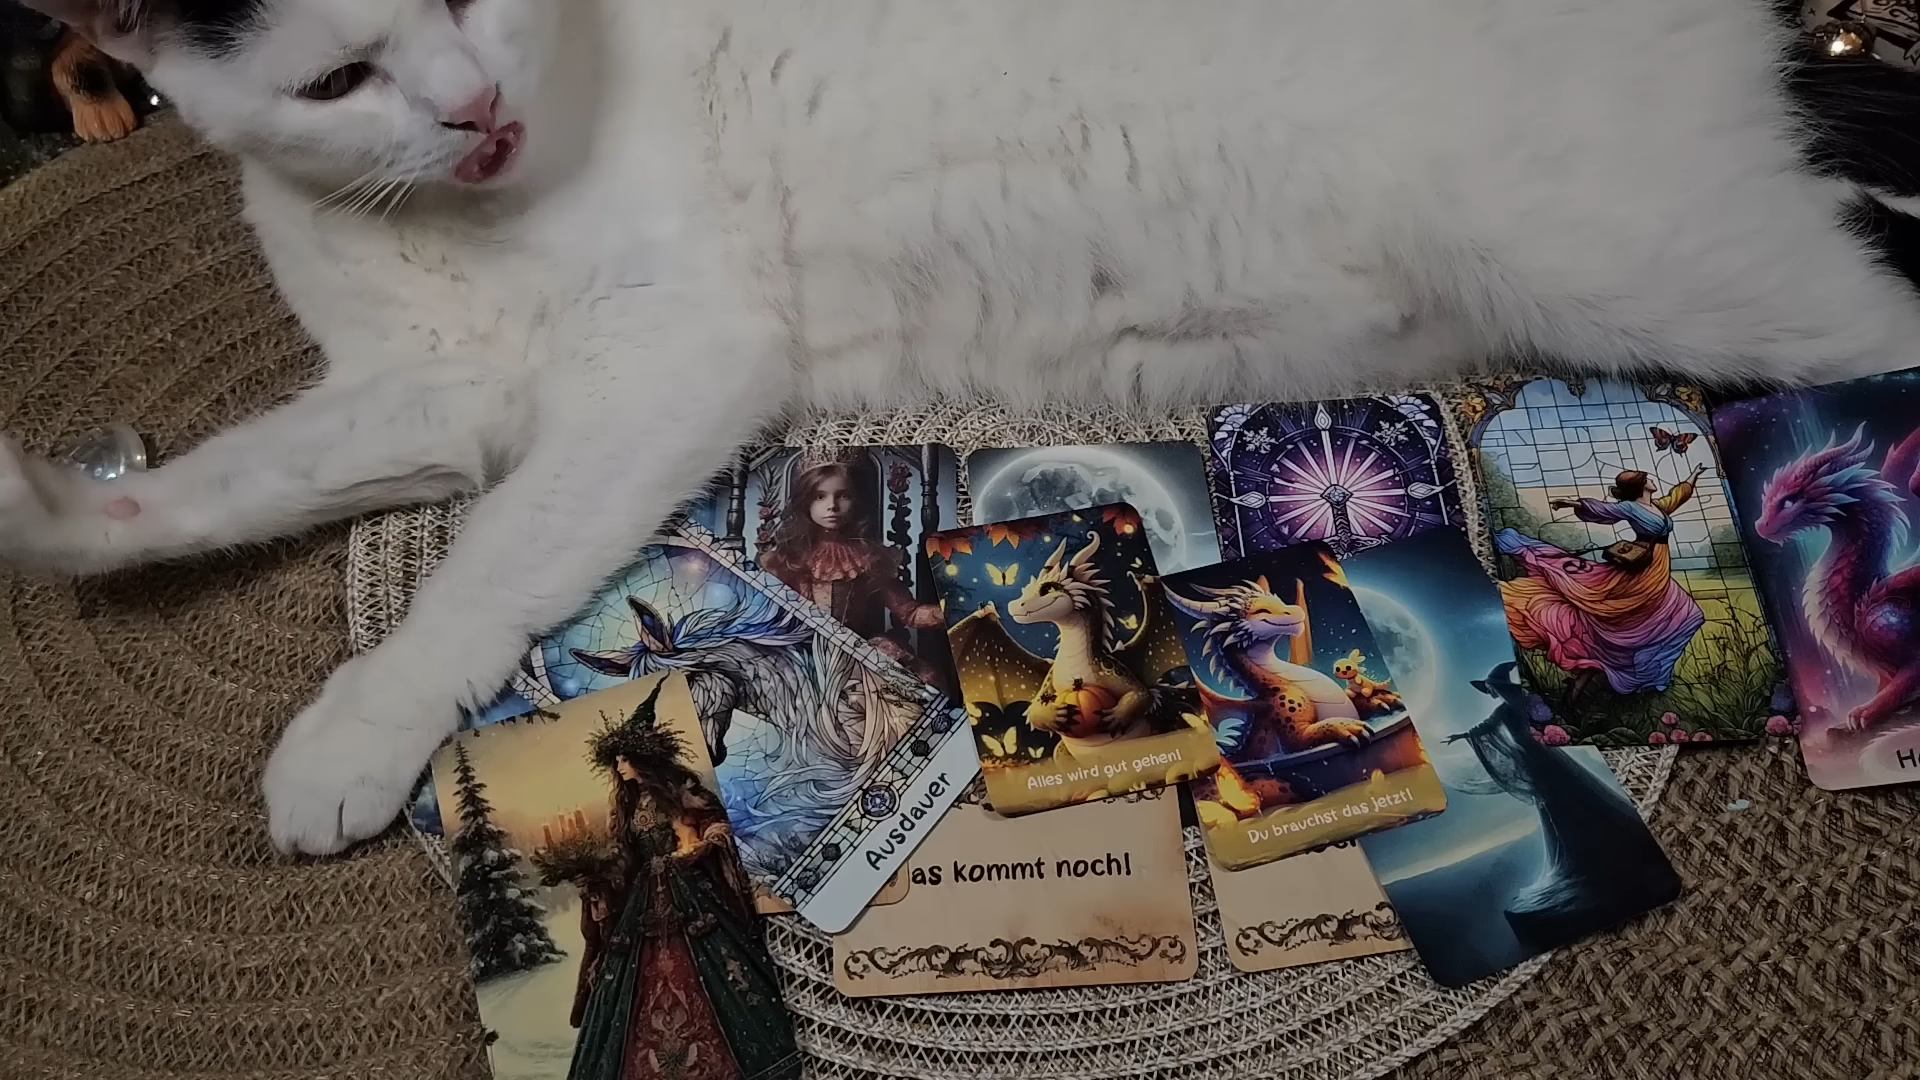 Alles wird gut gehen!
Du brauchst das jetzt!
Ausdauer
as kommt noch!